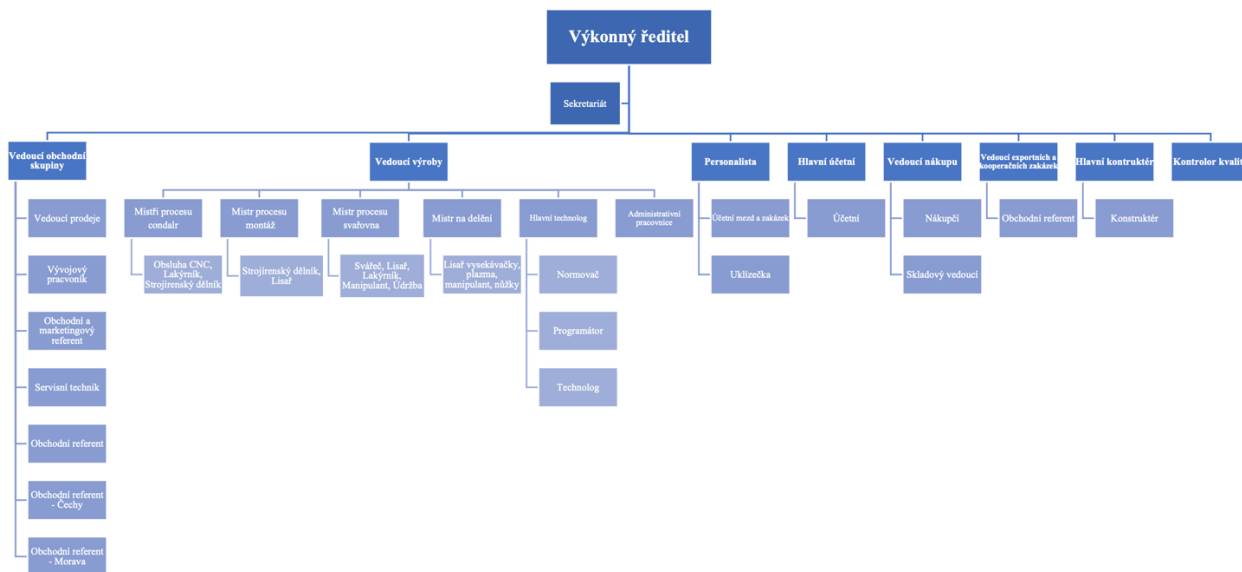 Výkonný ředitel
Sekretariát
Vedoucí obchodní
skupiny
Vedoucí výroby
Personalista
Hlavní účetní
Vedoucí nákupu
Vedoucí exportních a
kooperačních zakázek
Hlavní kontruktér
Kontrolor kvalit
Vedoucí prodeje
Mistři procesu
condalr
Mistr procesu
montáž
Mistr procesu
svařovna
Mistr na dělění
Hlavní technolog
Administrativní
pracovnice
Účetní mezd a zakázek
Účetní
Nákupčí
Obchodní referent
Konstruktér
Vývojový
pracvoník
Obsluha CNC,
Lakýrník,
Strojírenský dělník
Strojírenský dělník,
Lisař
Svářeč, Lisař,
Lakýrník,
Manipulant, Údržba
Lisař vysekávačky,
plazma,
manipulant, nůžky
Normovač
Uklízečka
Skladový vedoucí
Obchodní a
marketingový
referent
Programátor
Servisní technik
Technolog
Obchodní referent
Obchodní referent
- Čechy
Obchodní referent
- Morava